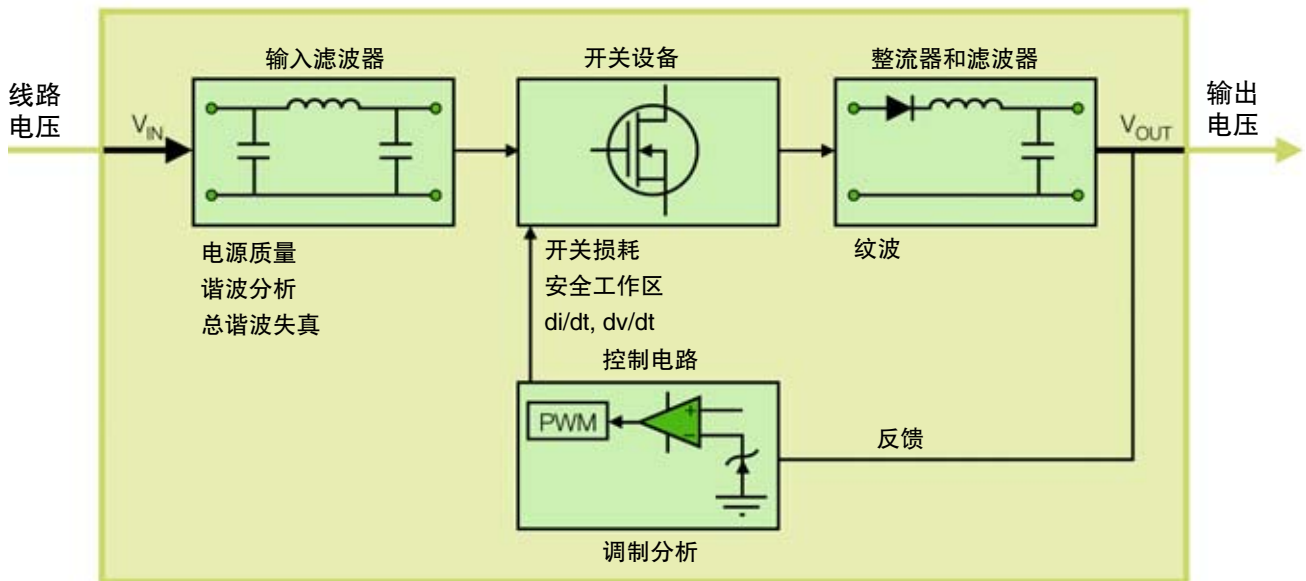 输入滤波器
开关设备
整流器和滤波器
线路
电压
V_IN
输出
电压
V_OUT
电源质量
谐波分析
总谐波失真
开关损耗
安全工作区
di/dt, dv/dt
纹波
控制电路
PWM
+
−
反馈
调制分析